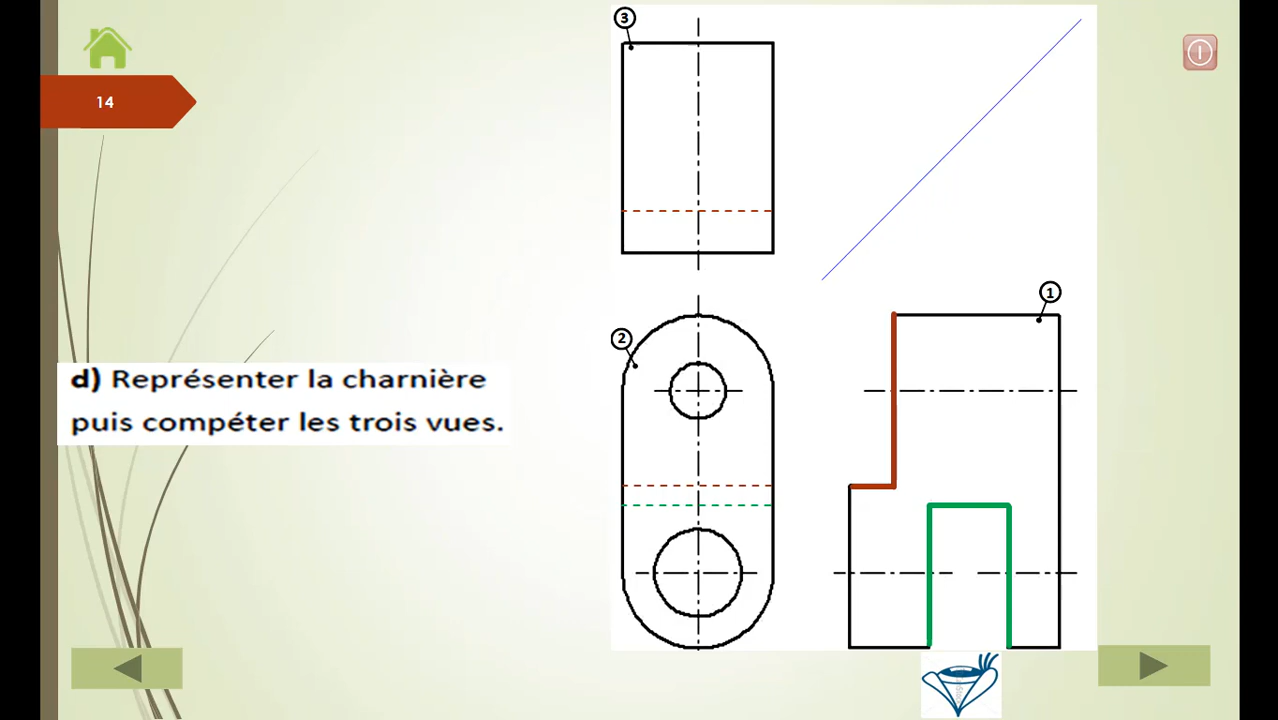 3
14
1
2
d) Représenter la charnière
puis compéter les trois vues.